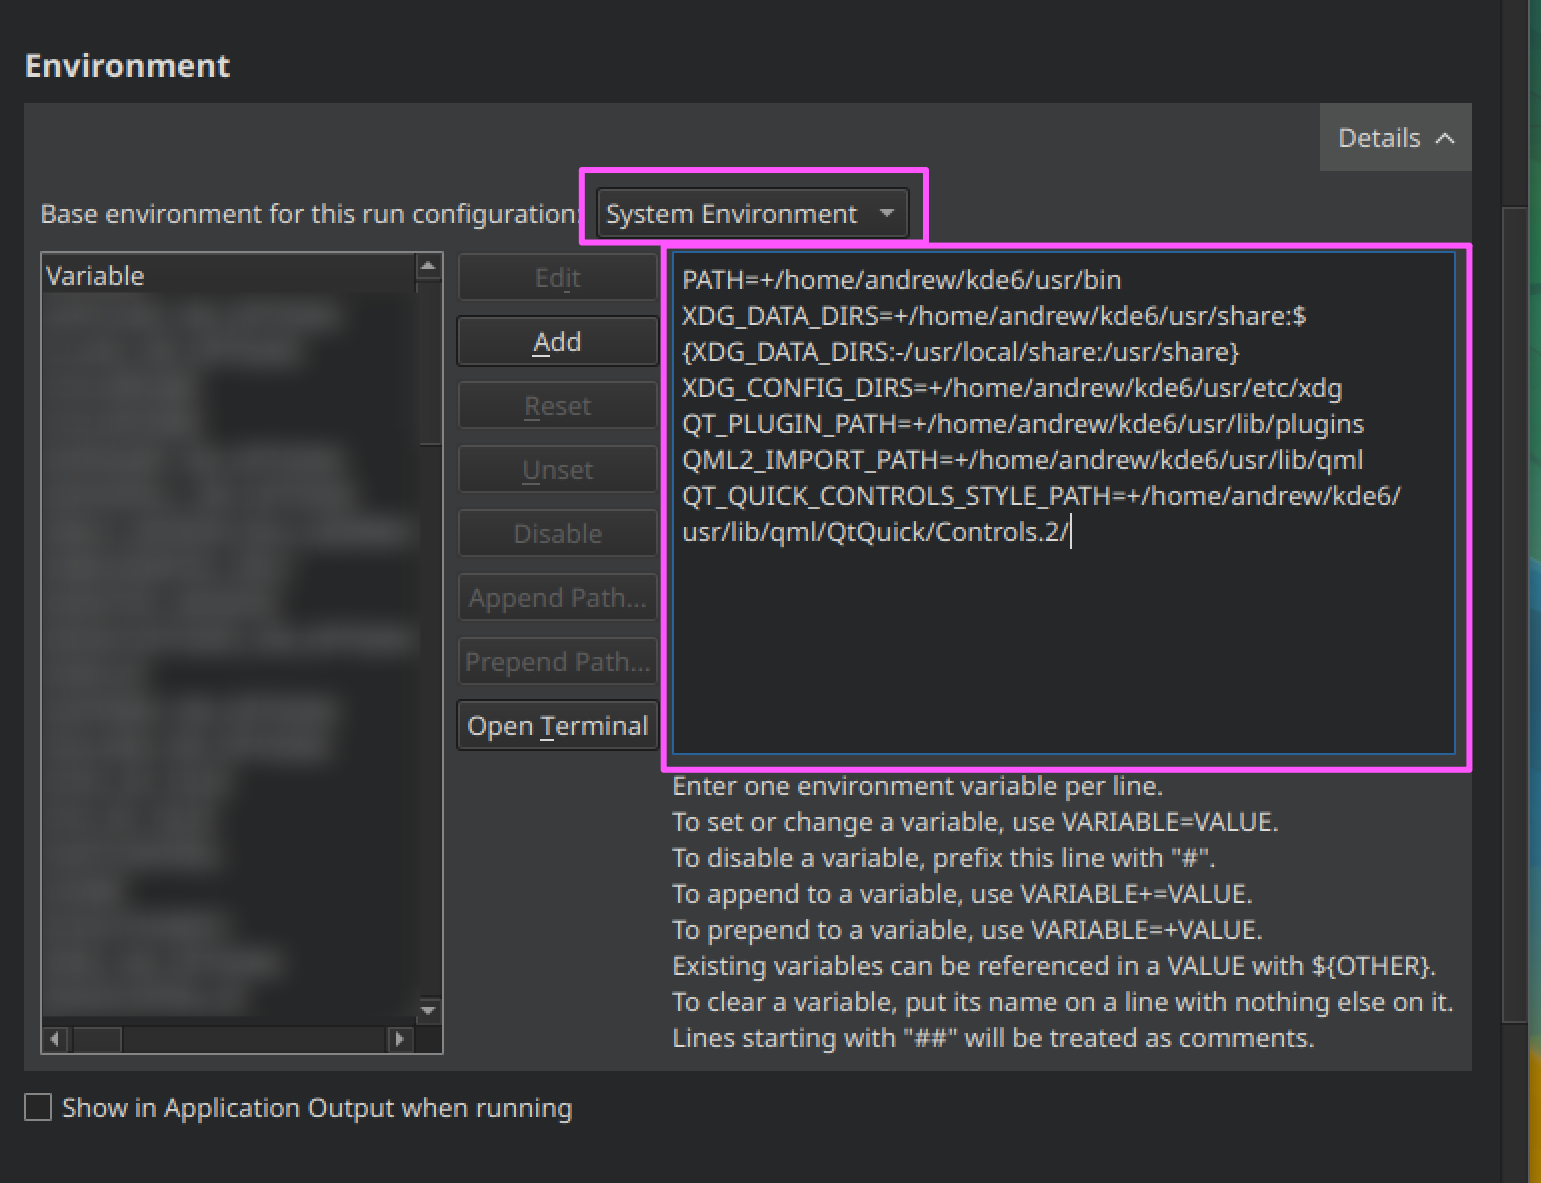 Environment
Details
Base environment for this run configuration:
System Environment
Variable
Edit
Add
Reset
Unset
Disable
Append Path...
Prepend Path...
Open Terminal
PATH=+/home/andrew/kde6/usr/bin
XDG_DATA_DIRS=+/home/andrew/kde6/usr/share:$
{XDG_DATA_DIRS:-/usr/local/share:/usr/share}
XDG_CONFIG_DIRS=+/home/andrew/kde6/usr/etc/xdg
QT_PLUGIN_PATH=+/home/andrew/kde6/usr/lib/plugins
QML2_IMPORT_PATH=+/home/andrew/kde6/usr/lib/qml
QT_QUICK_CONTROLS_STYLE_PATH=+/home/andrew/kde6/
usr/lib/qml/QtQuick/Controls.2/
Enter one environment variable per line.
To set or change a variable, use VARIABLE=VALUE.
To disable a variable, prefix this line with "#".
To append to a variable, use VARIABLE+=VALUE.
To prepend to a variable, use VARIABLE=+VALUE.
Existing variables can be referenced in a VALUE with ${OTHER}.
To clear a variable, put its name on a line with nothing else on it.
Lines starting with "##" will be treated as comments.
Show in Application Output when running